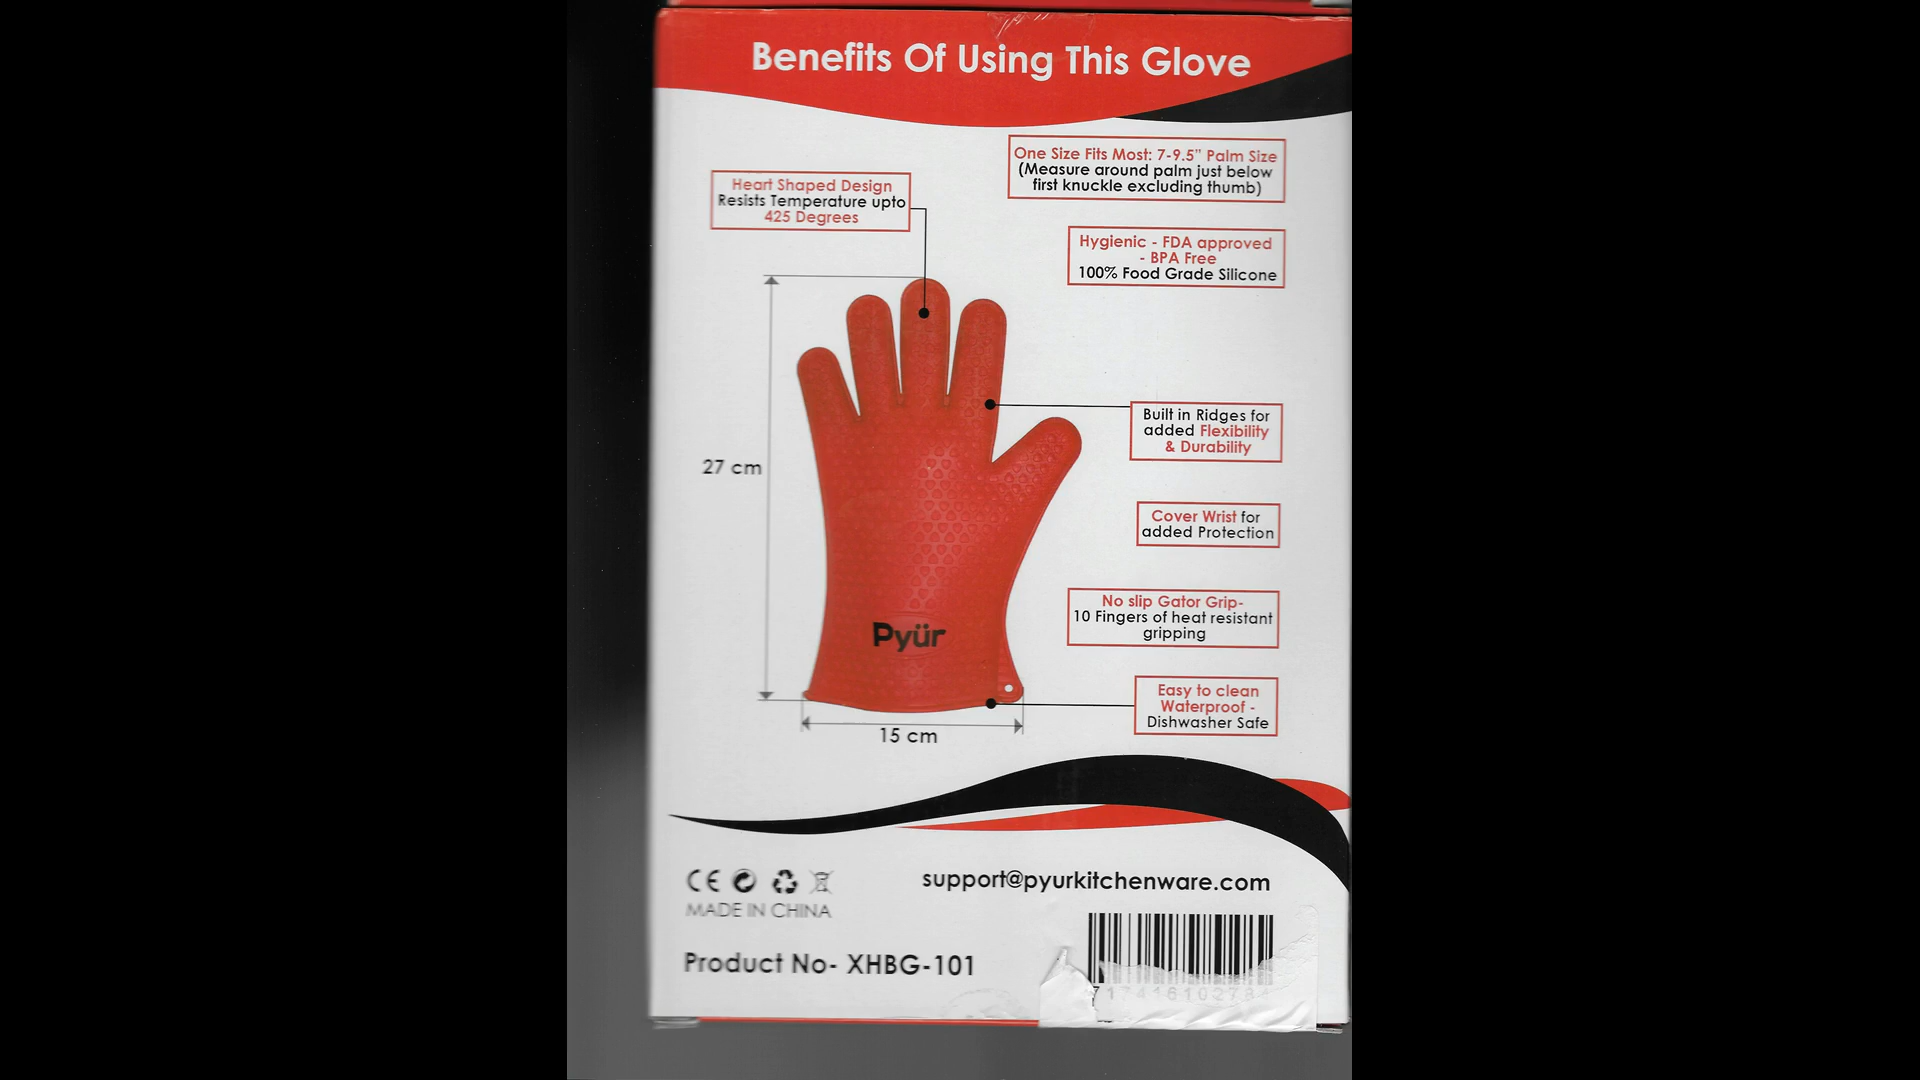 Benefits Of Using This Glove
One Size Fits Most: 7-9.5” Palm Size
(Measure around palm just below
first knuckle excluding thumb)
Heart Shaped Design
Resists Temperature upto
425 Degrees
Hygienic - FDA approved
- BPA Free
100% Food Grade Silicone
Built in Ridges for
added Flexibility
& Durability
27 cm
Cover Wrist for
added Protection
No slip Gator Grip-
10 Fingers of heat resistant
gripping
Pyür
Easy to clean
Waterproof -
Dishwasher Safe
15 cm
CE
support@pyurkitchenware.com
MADE IN CHINA
Product No- XHBG-101